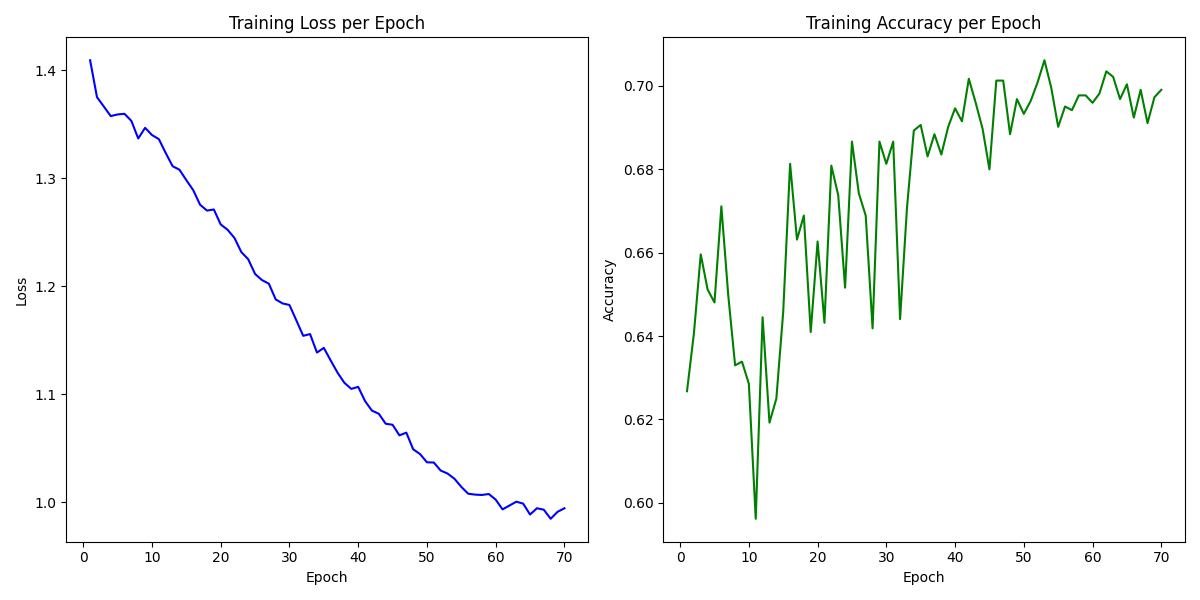 Training Loss per Epoch
1.4
1.3
1.2
1.1
1.0
Loss
0 10 20 30 40 50 60 70
Epoch
Training Accuracy per Epoch
0.70
0.68
0.66
0.64
0.62
0.60
Accuracy
0 10 20 30 40 50 60 70
Epoch